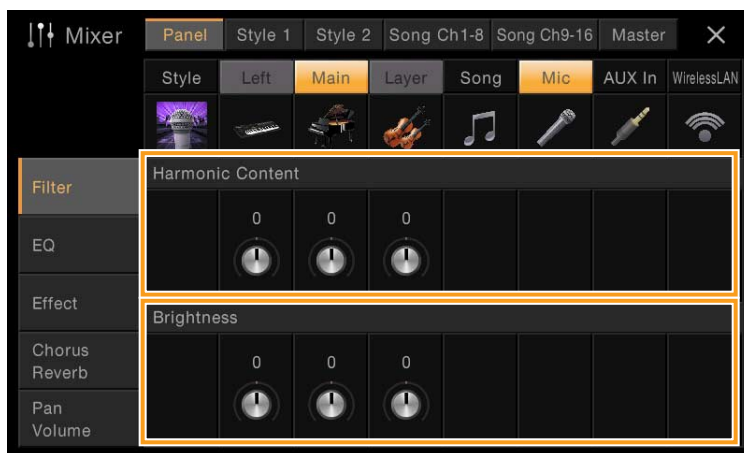 Mixer
Panel Style 1 Style 2 Song Ch1-8 Song Ch9-16 Master
Style Left Main Layer Song Mic AUX In WirelessLAN
Filter
Harmonic Content
0 0 0
EQ
Effect
Brightness
Chorus
Reverb
0 0 0
Pan
Volume